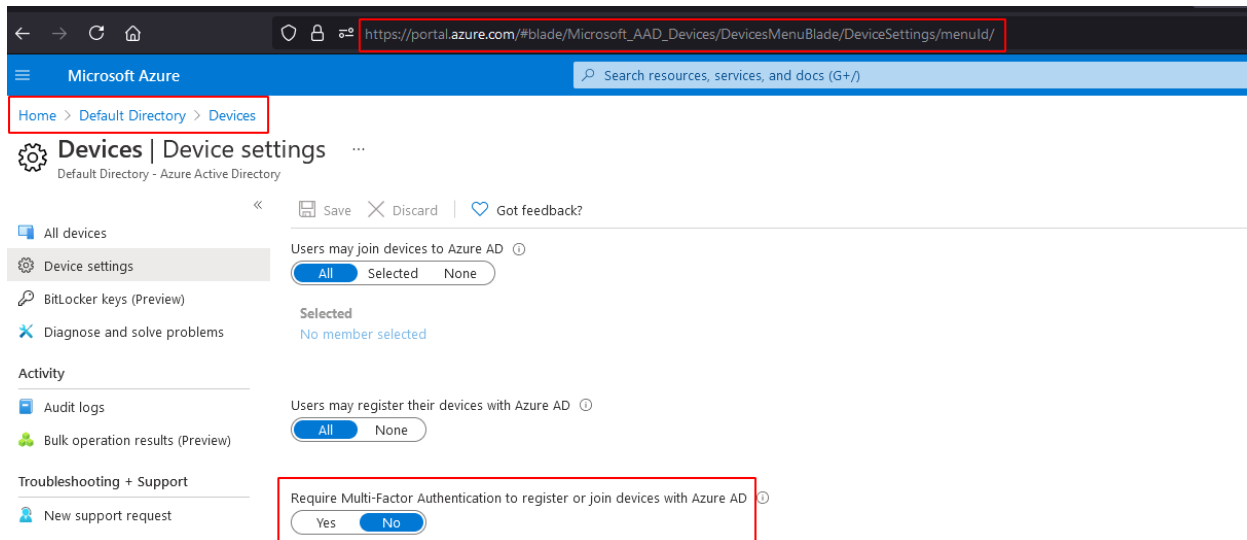 https://portal.azure.com/#blade/Microsoft_AAD_Devices/DevicesMenuBlade/DeviceSettings/menuId/
Microsoft Azure
Search resources, services, and docs (G+/)
Home > Default Directory > Devices
Devices | Device settings ...
Default Directory - Azure Active Directory
«
Save Discard Got feedback?
All devices
Device settings
BitLocker keys (Preview)
Diagnose and solve problems
Activity
Audit logs
Bulk operation results (Preview)
Troubleshooting + Support
New support request
Users may join devices to Azure AD
All Selected None
Selected
No member selected
Users may register their devices with Azure AD
All None
Require Multi-Factor Authentication to register or join devices with Azure AD
Yes No